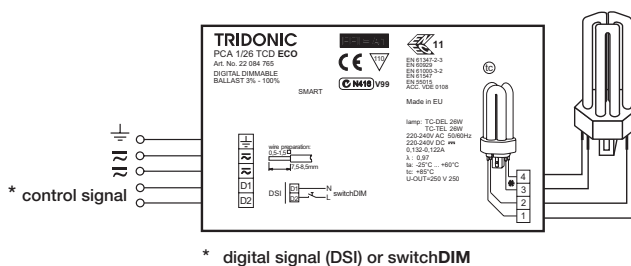 TRIDONIC
PCA 1/26 TCD ECO
Art. No. 22 084 765
DIGITAL DIMMABLE
BALLAST 3% - 100%
SMART
110
N416 V99
11
EN 61347-2-3
EN 60929
EN 61000-3-2
EN 61547
EN 55015
ACC. VDE 0108
Made in EU
lamp: TC-DEL 26W
TC-TEL 26W
220-240V AC 50/60Hz
220-240V DC
0,132-0,122A
λ : 0,97
ta: -25°C ... +60°C
tc: +85°C
U-OUT=250 V 250
tc
wire preparation:
0,5-1,5
7,5-8,5mm
D1
D2
DSI
D1 N
D2 L
switchDIM
4
3
2
1
* control signal
* digital signal (DSI) or switchDIM